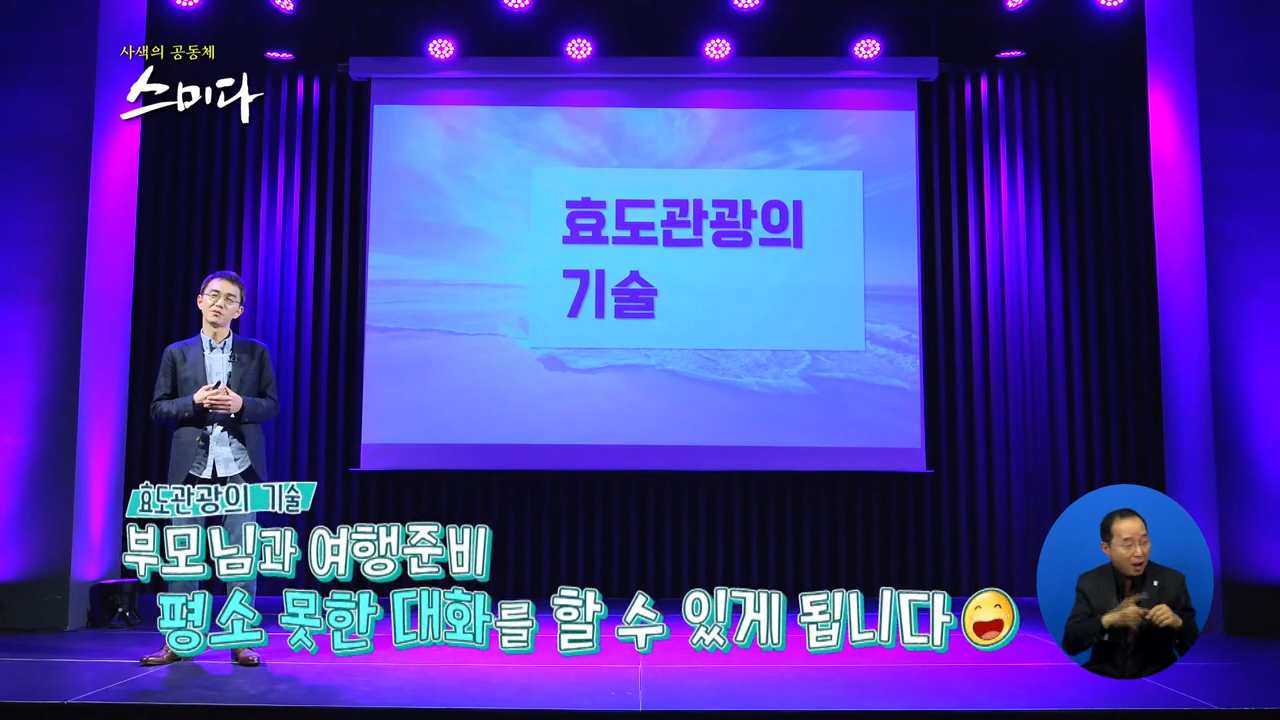 사색의 공동체
스미다
효도관광의
기술
효도관광의 기술
부모님과 여행준비
평소 못한 대화를 할 수 있게 됩니다